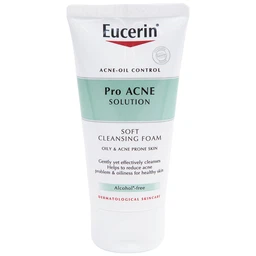 Eucerin®
ACNE-OIL CONTROL
Pro ACNE
SOLUTION
SOFT
CLEANSING FOAM
OILY & ACNE PRONE SKIN
Gently yet effectively cleanses
Helps to reduce acne
problem & oiliness for healthy skin
Alcohol*-free
DERMATOLOGICAL SKINCARE